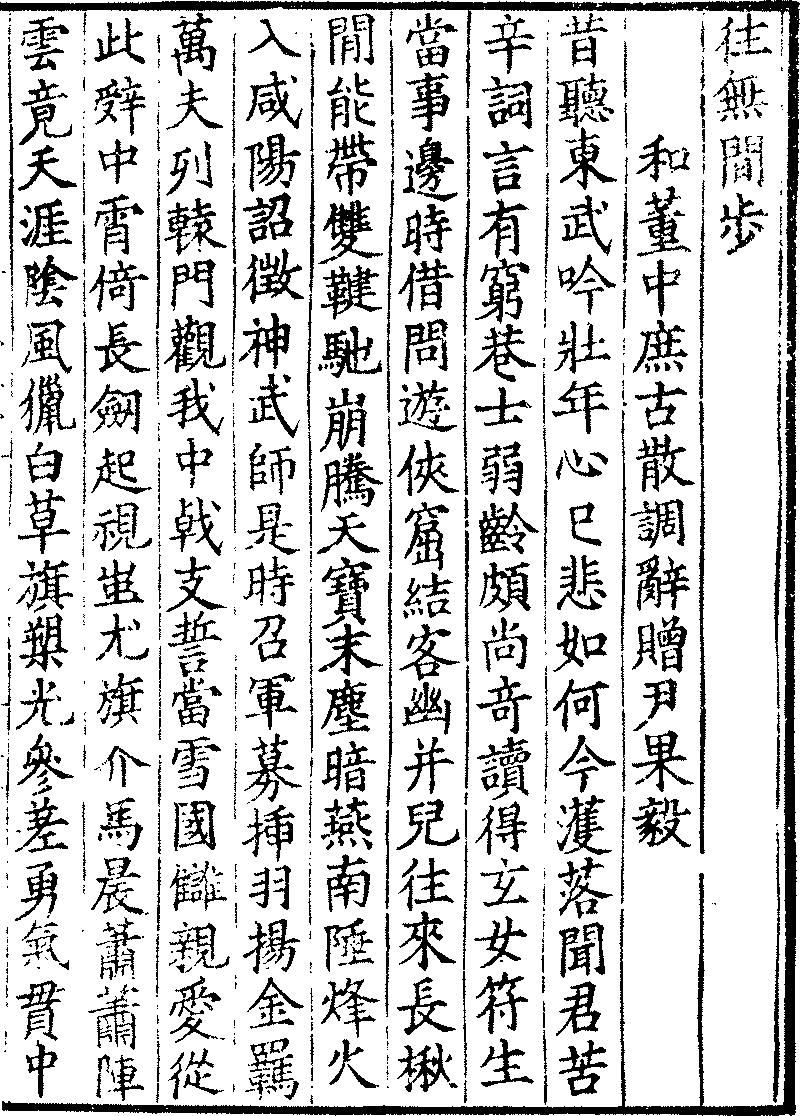 往無閒步
和董中庶古散調辭贈尹果毅
昔聽東武吟壯年心已悲如何今濩落聞君苦
辛詞言有窮巷士弱齡頗尚奇讀得玄女符生
當事邊時借問遊俠窟結客幽并兒往來長楸
閒能帶雙鞬馳崩騰天寶末塵暗燕南陲烽火
入咸陽詔徵神武師是時召軍募揷羽揚金羈
萬夫列轅門觀我中戟支誓當雪國讎親愛從
此辭中霄倚長劒起視蚩尤旗介馬晨蕭蕭陣
雲竟天涯陰風獵白草旗槊光參差勇氣貫中